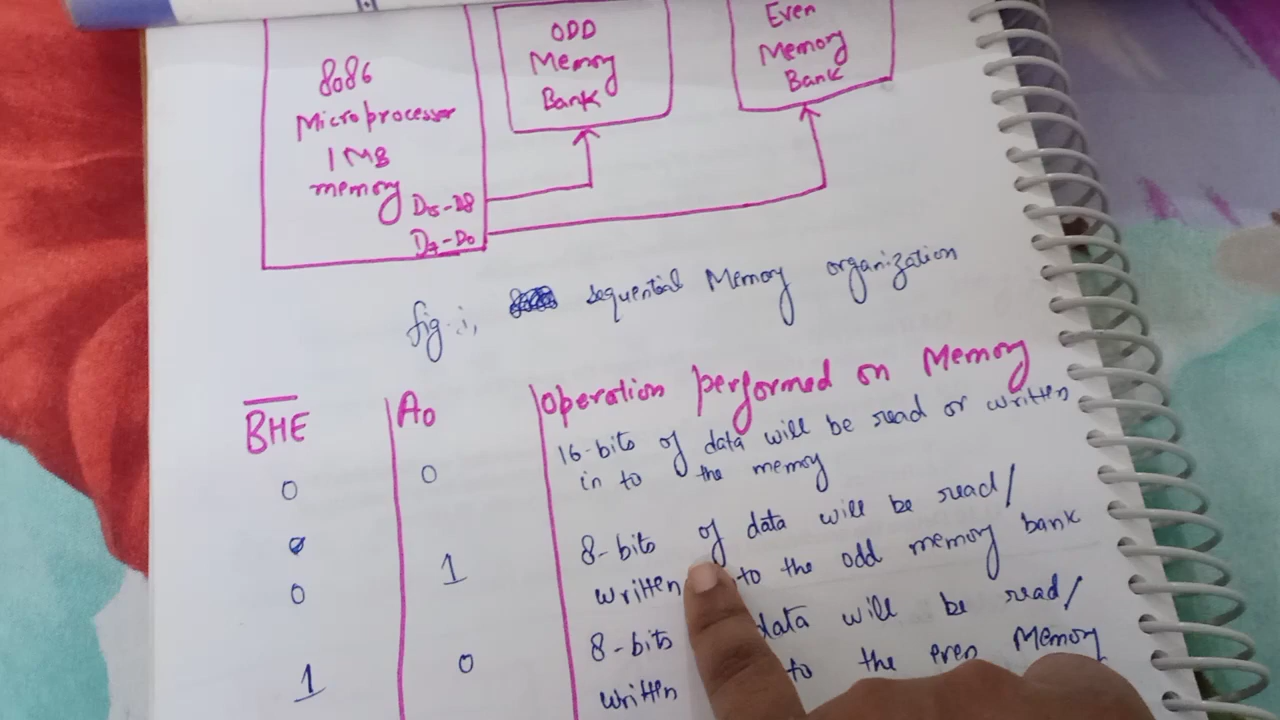 8086
Microprocessor
1 MB
memory
D15-D8
D7-D0
ODD
Memory
Bank
Even
Memory
Bank
fig. i, sequential Memory organization
BHE A0 Operation performed on Memory
0 0 16-bits of data will be read or written
in to the memory
0 1 8-bits of data will be read/
written to the odd memory bank
1 0 8-bits data will be read/
written to the even Memory